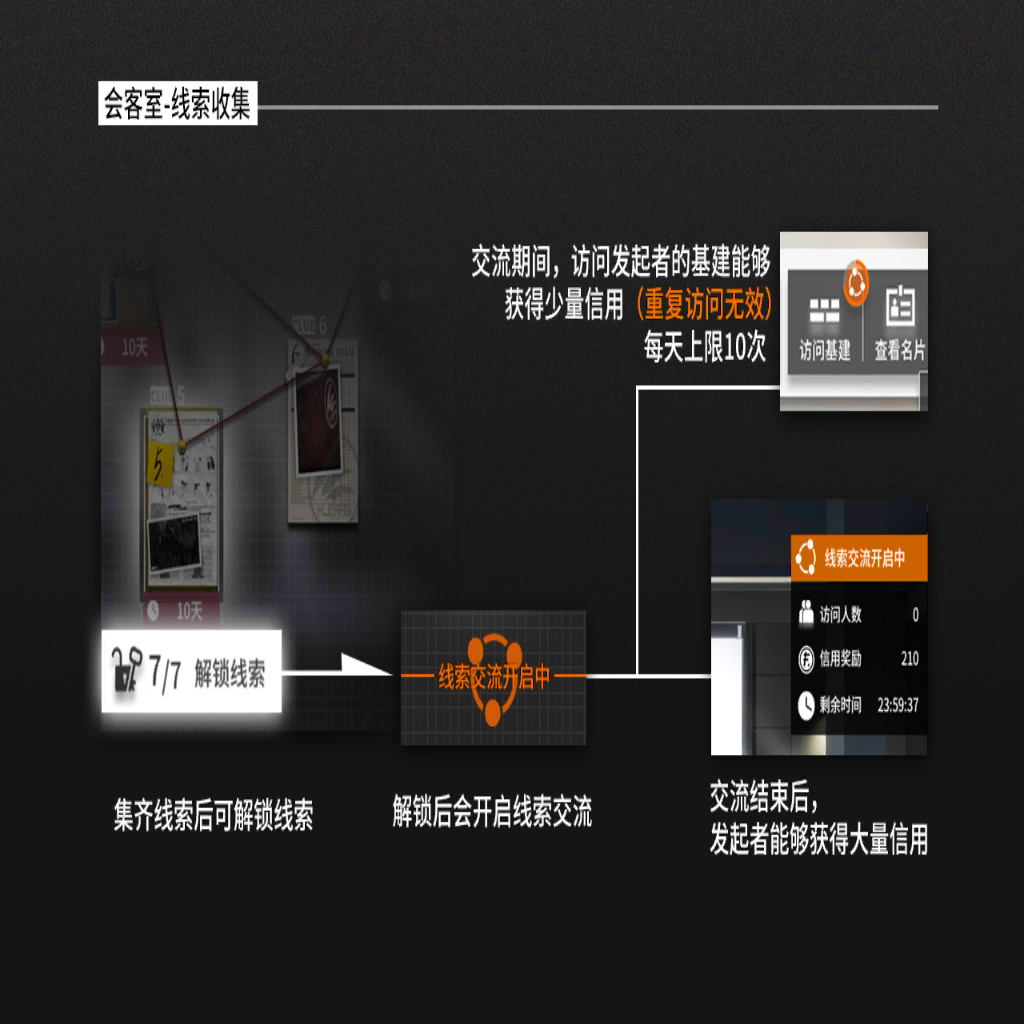 会客室-线索收集
交流期间，访问发起者的基建能够
获得少量信用（重复访问无效）
每天上限10次
访问基建
查看名片
10天
CLUE 6
CLUE 5
5
10天
7/7 解锁线索
线索交流开启中
线索交流开启中
访问人数 0
信用奖励 210
剩余时间 23:59:37
集齐线索后可解锁线索
解锁后会开启线索交流
交流结束后，
发起者能够获得大量信用